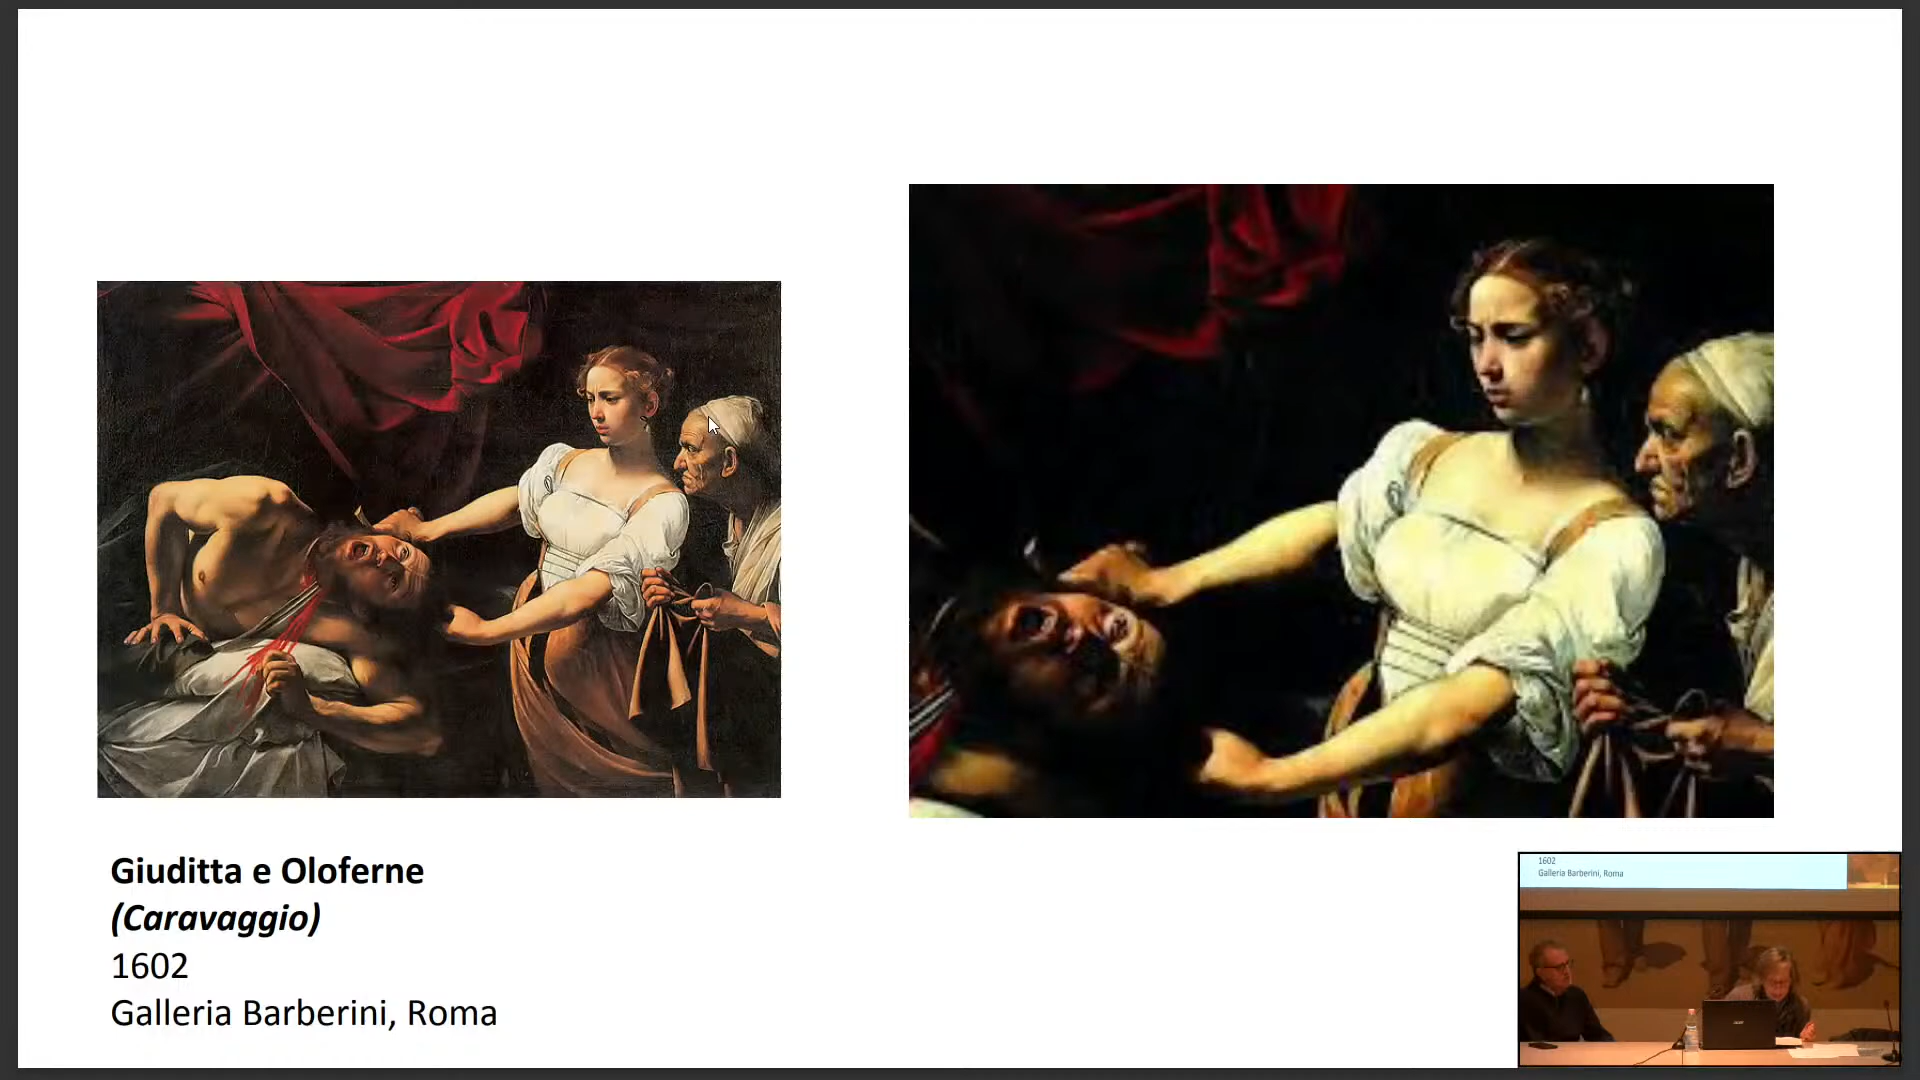 Giuditta e Oloferne
(Caravaggio)
1602
Galleria Barberini, Roma
1602
Galleria Barberini, Roma